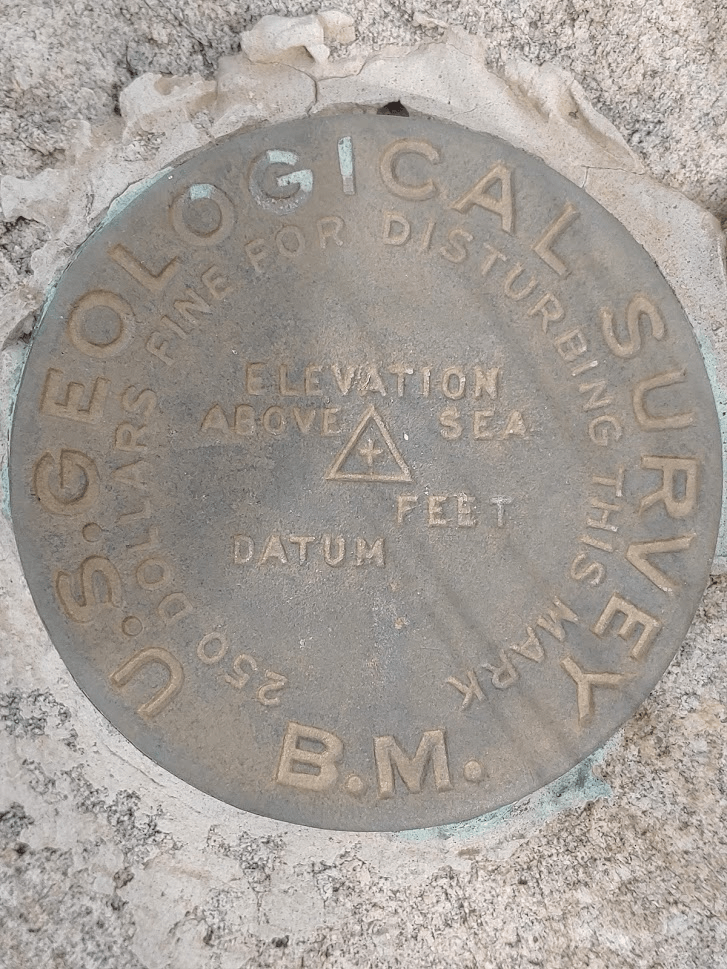 U.S. GEOLOGICAL SURVEY
B.M.
250 DOLLARS FINE FOR DISTURBING THIS MARK
ELEVATION
ABOVE SEA
FEET
DATUM